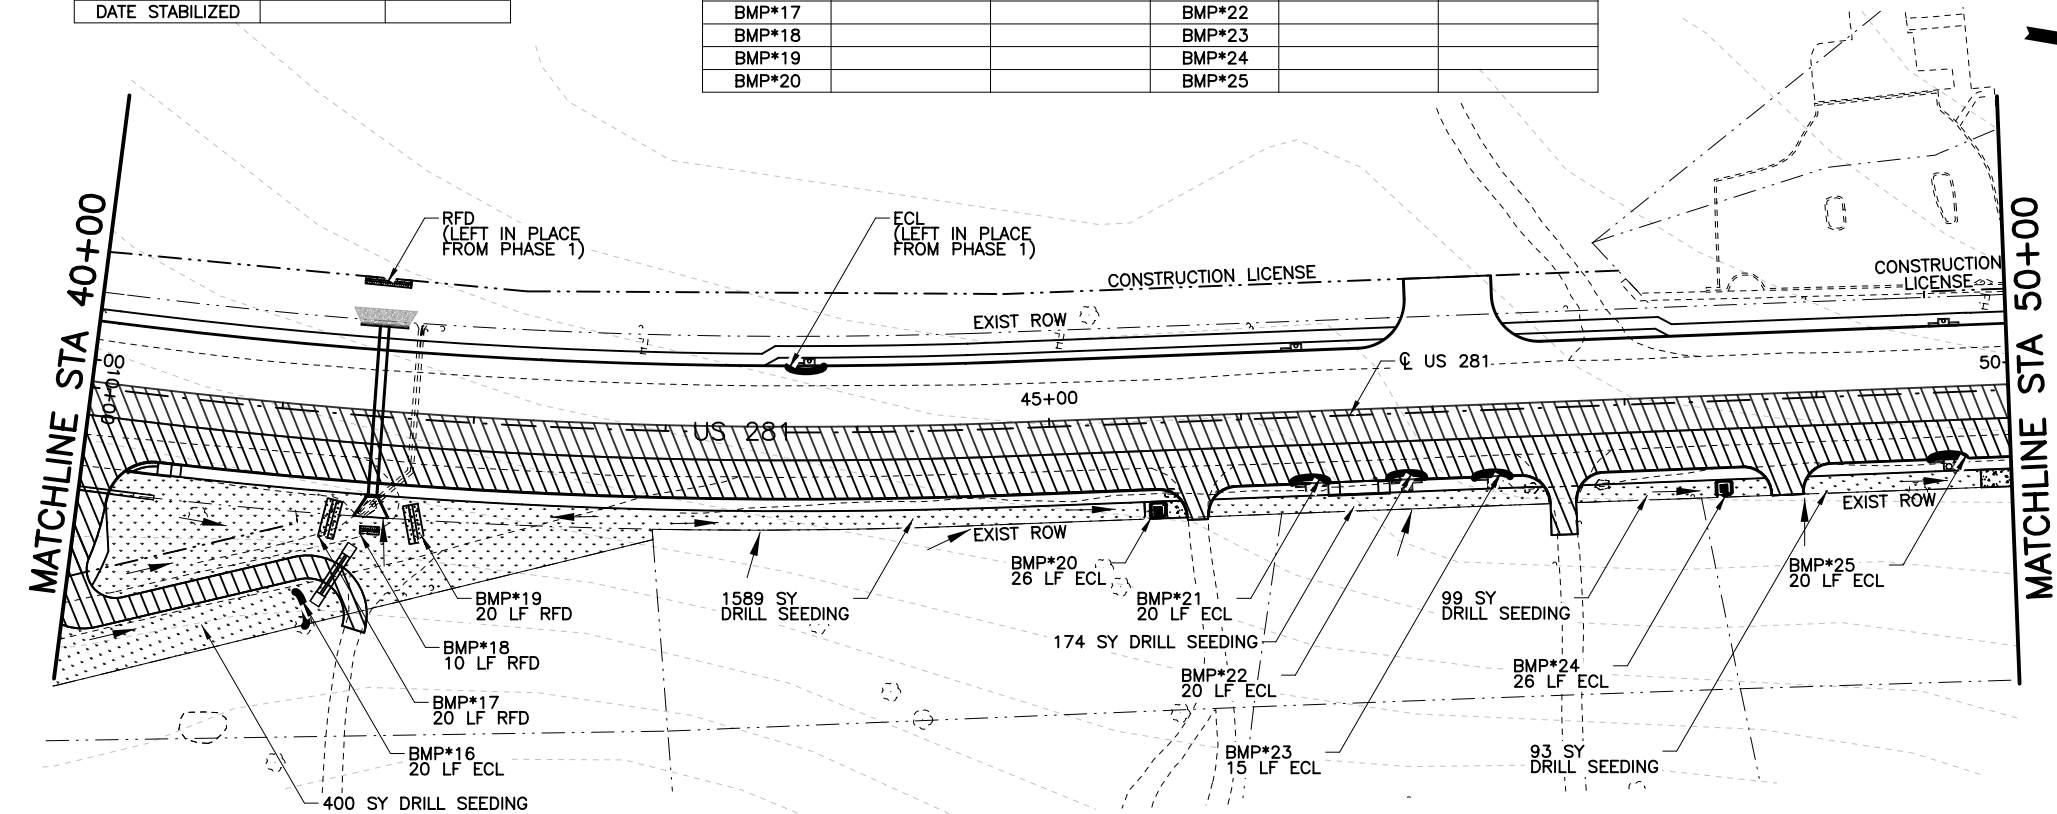 DATE STABILIZED
BMP*17 BMP*22
BMP*18 BMP*23
BMP*19 BMP*24
BMP*20 BMP*25
MATCHLINE STA 40+00
RFD
(LEFT IN PLACE
FROM PHASE 1)
ECL
(LEFT IN PLACE
FROM PHASE 1)
CONSTRUCTION LICENSE
CONSTRUCTION
LICENSE
EXIST ROW
℄ US 281
00
10+00
45+00
50
US 281
MATCHLINE STA 50+00
EXIST ROW
EXIST ROW
BMP*20
26 LF ECL
BMP*25
20 LF ECL
BMP*19
20 LF RFD
1589 SY
DRILL SEEDING
BMP*21
20 LF ECL
99 SY
DRILL SEEDING
174 SY DRILL SEEDING
BMP*18
10 LF RFD
BMP*22
20 LF ECL
BMP*24
26 LF ECL
BMP*17
20 LF RFD
BMP*16
20 LF ECL
BMP*23
15 LF ECL
93 SY
DRILL SEEDING
400 SY DRILL SEEDING